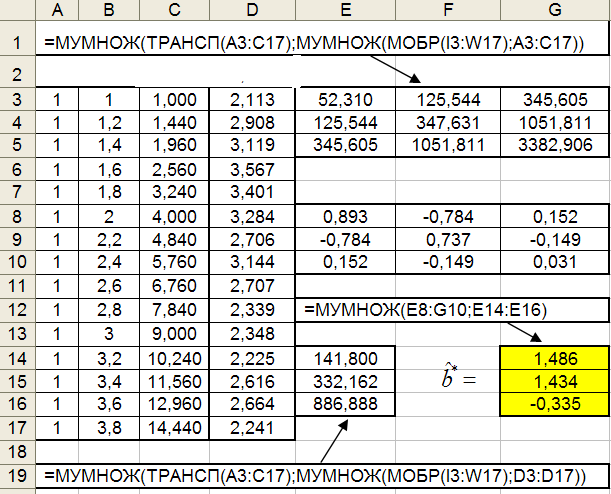 A B C D E F G
1 =МУМНОЖ(ТРАНСП(A3:C17);МУМНОЖ(МОБР(I3:W17);A3:C17))
2
3 1 1 1,000 2,113 52,310 125,544 345,605
4 1 1,2 1,440 2,908 125,544 347,631 1051,811
5 1 1,4 1,960 3,119 345,605 1051,811 3382,906
6 1 1,6 2,560 3,567
7 1 1,8 3,240 3,401
8 1 2 4,000 3,284 0,893 -0,784 0,152
9 1 2,2 4,840 2,706 -0,784 0,737 -0,149
10 1 2,4 5,760 3,144 0,152 -0,149 0,031
11 1 2,6 6,760 2,707
12 1 2,8 7,840 2,339 =МУМНОЖ(E8:G10;E14:E16)
13 1 3 9,000 2,348
14 1 3,2 10,240 2,225 141,800 1,486
15 1 3,4 11,560 2,616 332,162 b̂* = 1,434
16 1 3,6 12,960 2,664 886,888 -0,335
17 1 3,8 14,440 2,241
18
19 =МУМНОЖ(ТРАНСП(A3:C17);МУМНОЖ(МОБР(I3:W17);D3:D17))